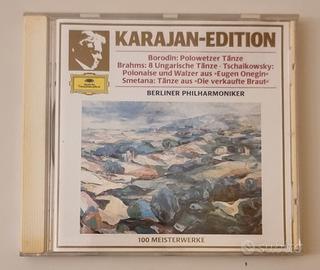 KARAJAN-EDITION
Borodin: Polowetzer Tänze
Brahms: 8 Ungarische Tänze · Tschaikowsky:
Polonaise und Walzer aus »Eugen Onegin«
Smetana: Tänze aus »Die verkaufte Braut«
BERLINER PHILHARMONIKER
100 MEISTERWERKE
subito